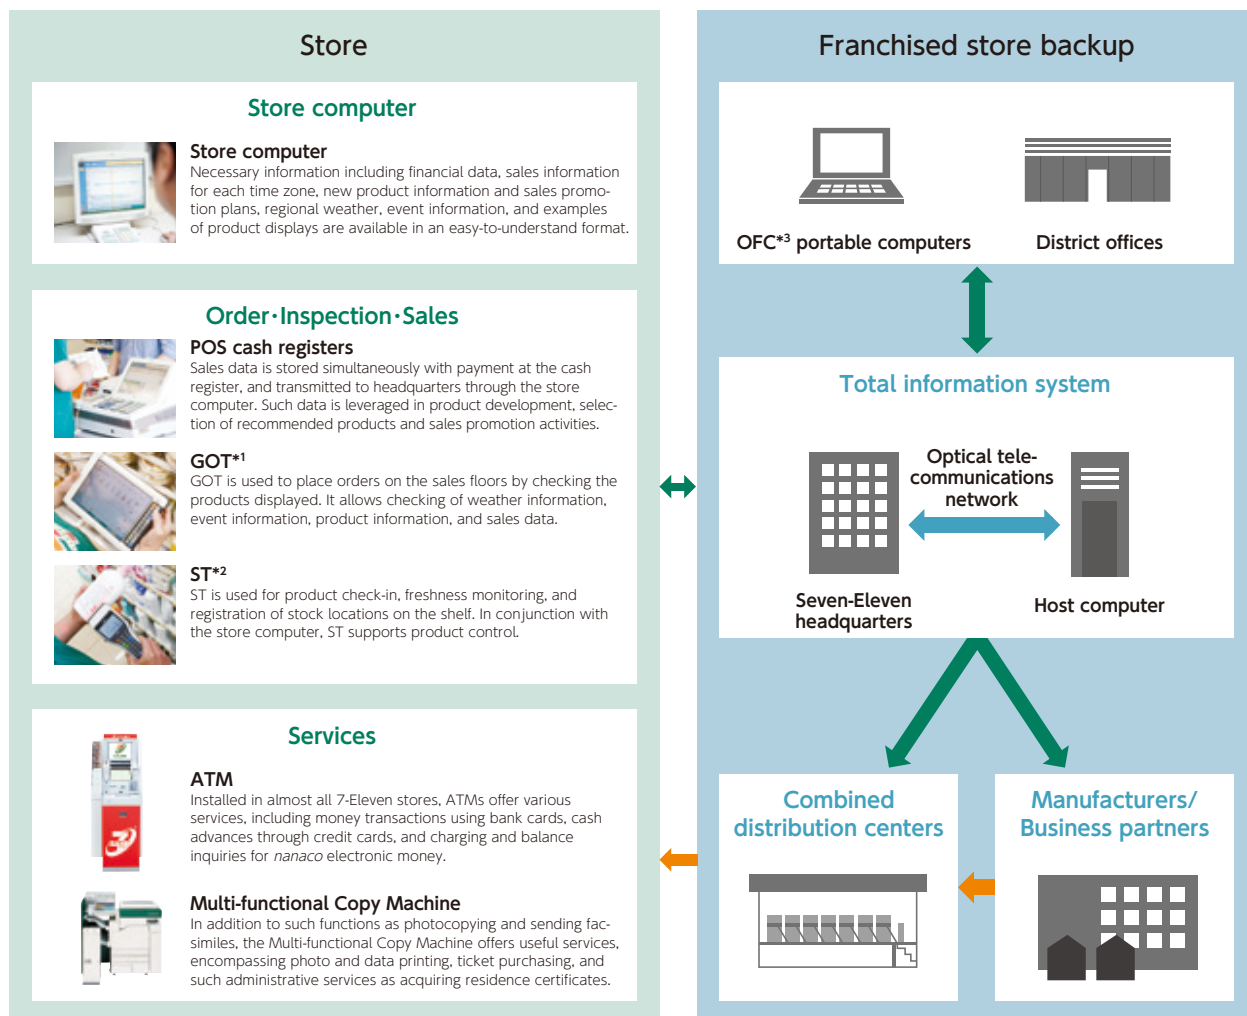 Store
Store computer
Store computer
Necessary information including financial data, sales information
for each time zone, new product information and sales promo-
tion plans, regional weather, event information, and examples
of product displays are available in an easy-to-understand format.
Order·Inspection·Sales
POS cash registers
Sales data is stored simultaneously with payment at the cash
register, and transmitted to headquarters through the store
computer. Such data is leveraged in product development, selec-
tion of recommended products and sales promotion activities.
GOT*1
GOT is used to place orders on the sales floors by checking the
products displayed. It allows checking of weather information,
event information, product information, and sales data.
ST*2
ST is used for product check-in, freshness monitoring, and
registration of stock locations on the shelf. In conjunction with
the store computer, ST supports product control.
Services
ATM
Installed in almost all 7-Eleven stores, ATMs offer various
services, including money transactions using bank cards, cash
advances through credit cards, and charging and balance
inquiries for nanaco electronic money.
Multi-functional Copy Machine
In addition to such functions as photocopying and sending fac-
similes, the Multi-functional Copy Machine offers useful services,
encompassing photo and data printing, ticket purchasing, and
such administrative services as acquiring residence certificates.
Franchised store backup
OFC*3 portable computers
District offices
Total information system
Optical tele-
communications
network
Seven-Eleven
headquarters
Host computer
Combined
distribution centers
Manufacturers/
Business partners